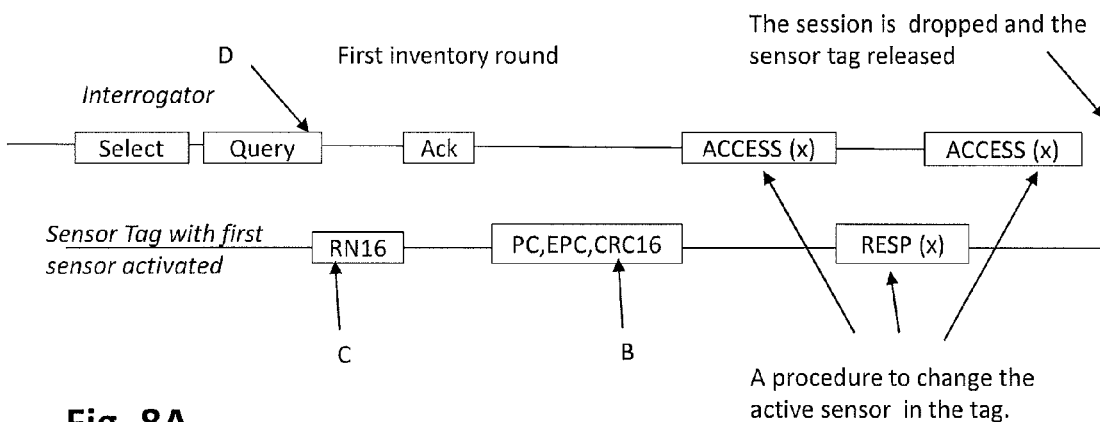 The session is dropped and the
sensor tag released
D
First inventory round
Interrogator
Select
Query
Ack
ACCESS (x)
ACCESS (x)
Sensor Tag with first
sensor activated
RN16
PC,EPC,CRC16
RESP (x)
C
B
A procedure to change the
active sensor in the tag.
Fig. 8A